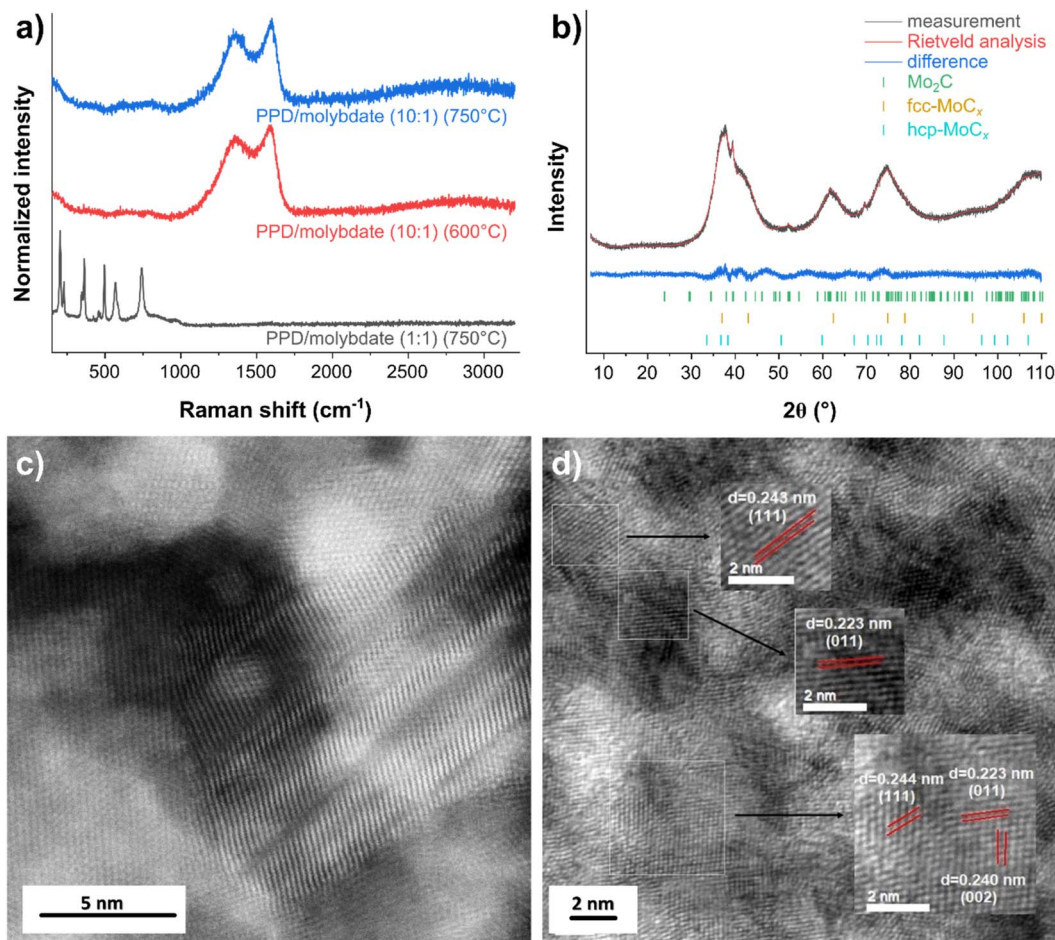 a)
Normalized intensity
PPD/molybdate (10:1) (750°C)
PPD/molybdate (10:1) (600°C)
PPD/molybdate (1:1) (750°C)
500 1000 1500 2000 2500 3000
Raman shift (cm⁻¹)
b)
Intensity
measurement
Rietveld analysis
difference
Mo₂C
fcc-MoCₓ
hcp-MoCₓ
10 20 30 40 50 60 70 80 90 100 110
2θ (°)
c)
5 nm
d)
d=0.243 nm
(111)
2 nm
d=0.223 nm
(011)
2 nm
d=0.244 nm
(111)
d=0.223 nm
(011)
d=0.240 nm
(002)
2 nm
2 nm